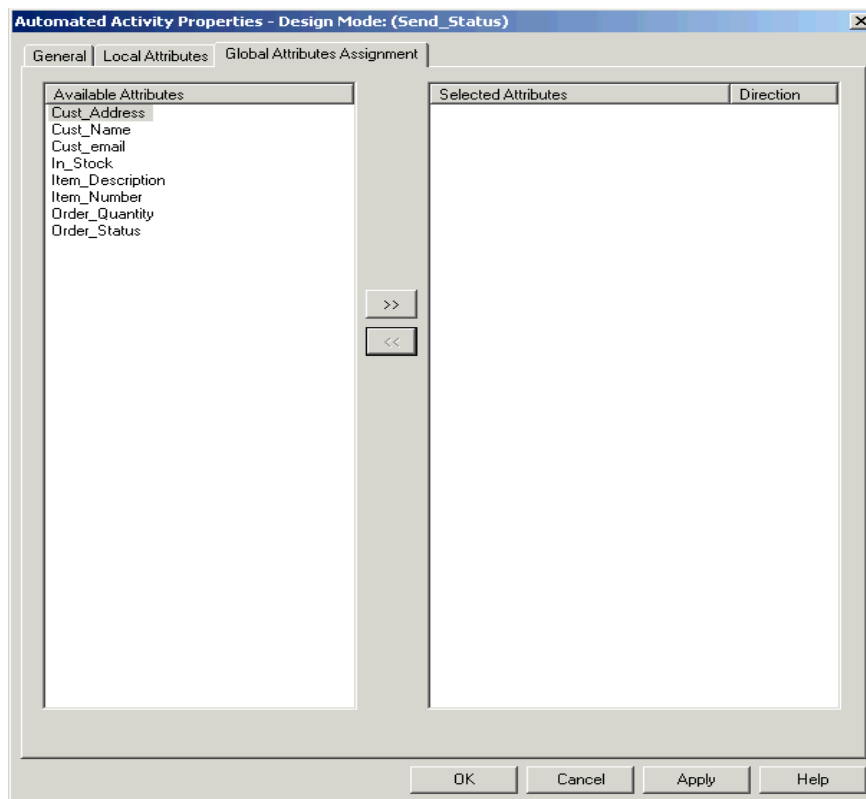 Automated Activity Properties - Design Mode: (Send_Status)
General Local Attributes Global Attributes Assignment
Available Attributes
Cust_Address
Cust_Name
Cust_email
In_Stock
Item_Description
Item_Number
Order_Quantity
Order_Status
>>
<<
Selected Attributes Direction
OK Cancel Apply Help